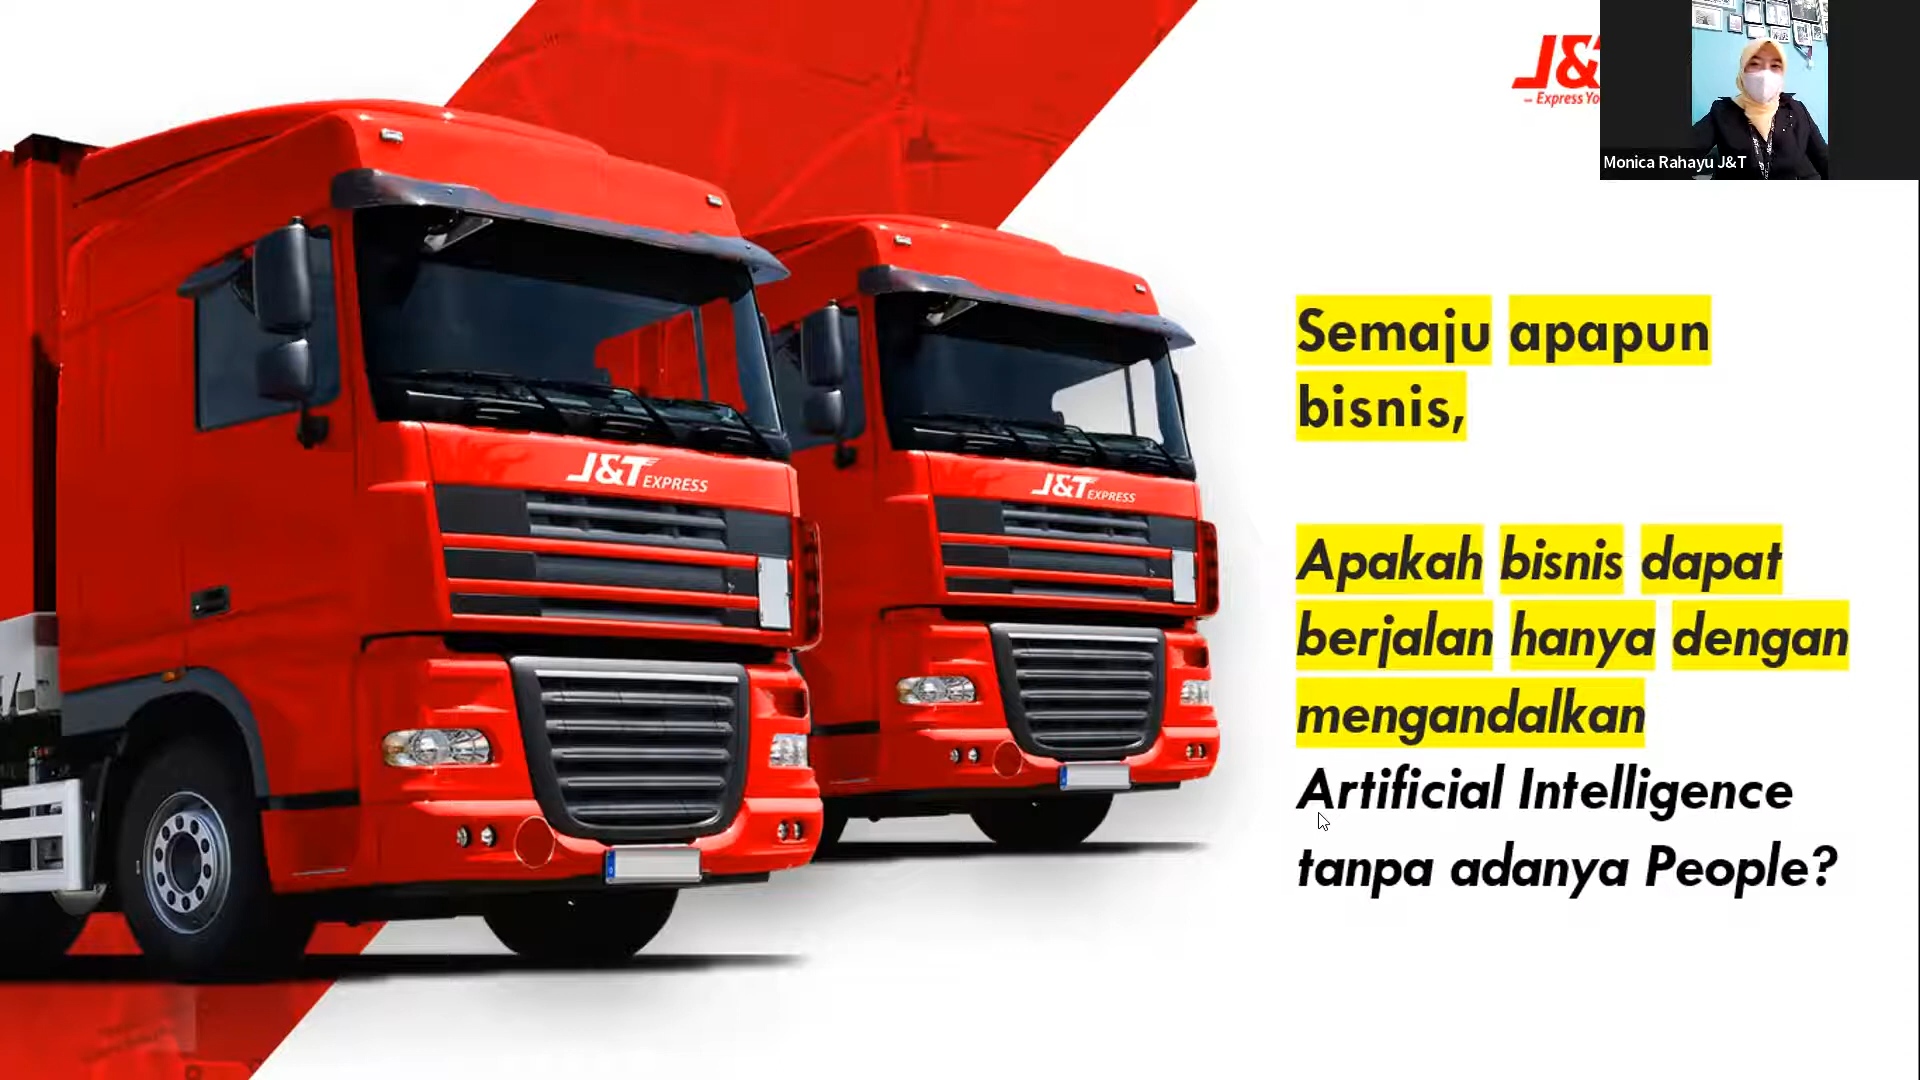 J&T
Express Yo
Monica Rahayu J&T
Semaju apapun
bisnis,
Apakah bisnis dapat
berjalan hanya dengan
mengandalkan
Artificial Intelligence
tanpa adanya People?
J&T EXPRESS
J&T EXPRESS